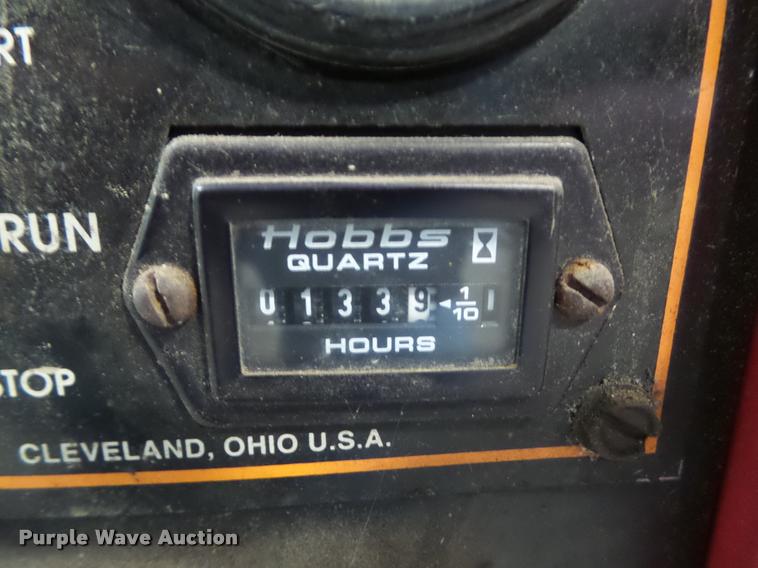 RT
Hobbs
QUARTZ
RUN
0 1 3 3 9 ◄ 1/10
HOURS
STOP
CLEVELAND, OHIO U.S.A.
Purple Wave Auction